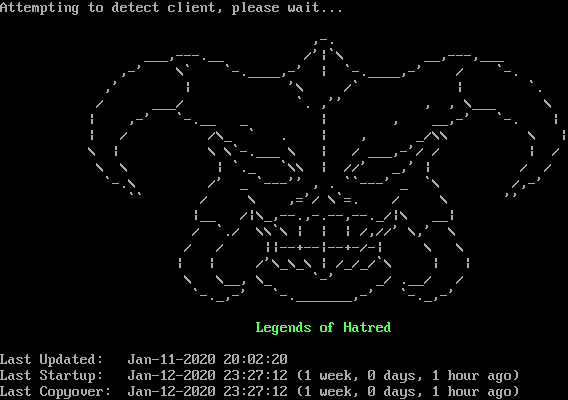 Attempting to detect client, please wait...
Legends of Hatred
Last Updated: Jan-11-2020 20:02:20
Last Startup: Jan-12-2020 23:27:12 (1 week, 0 days, 1 hour ago)
Last Copyover: Jan-12-2020 23:27:12 (1 week, 0 days, 1 hour ago)